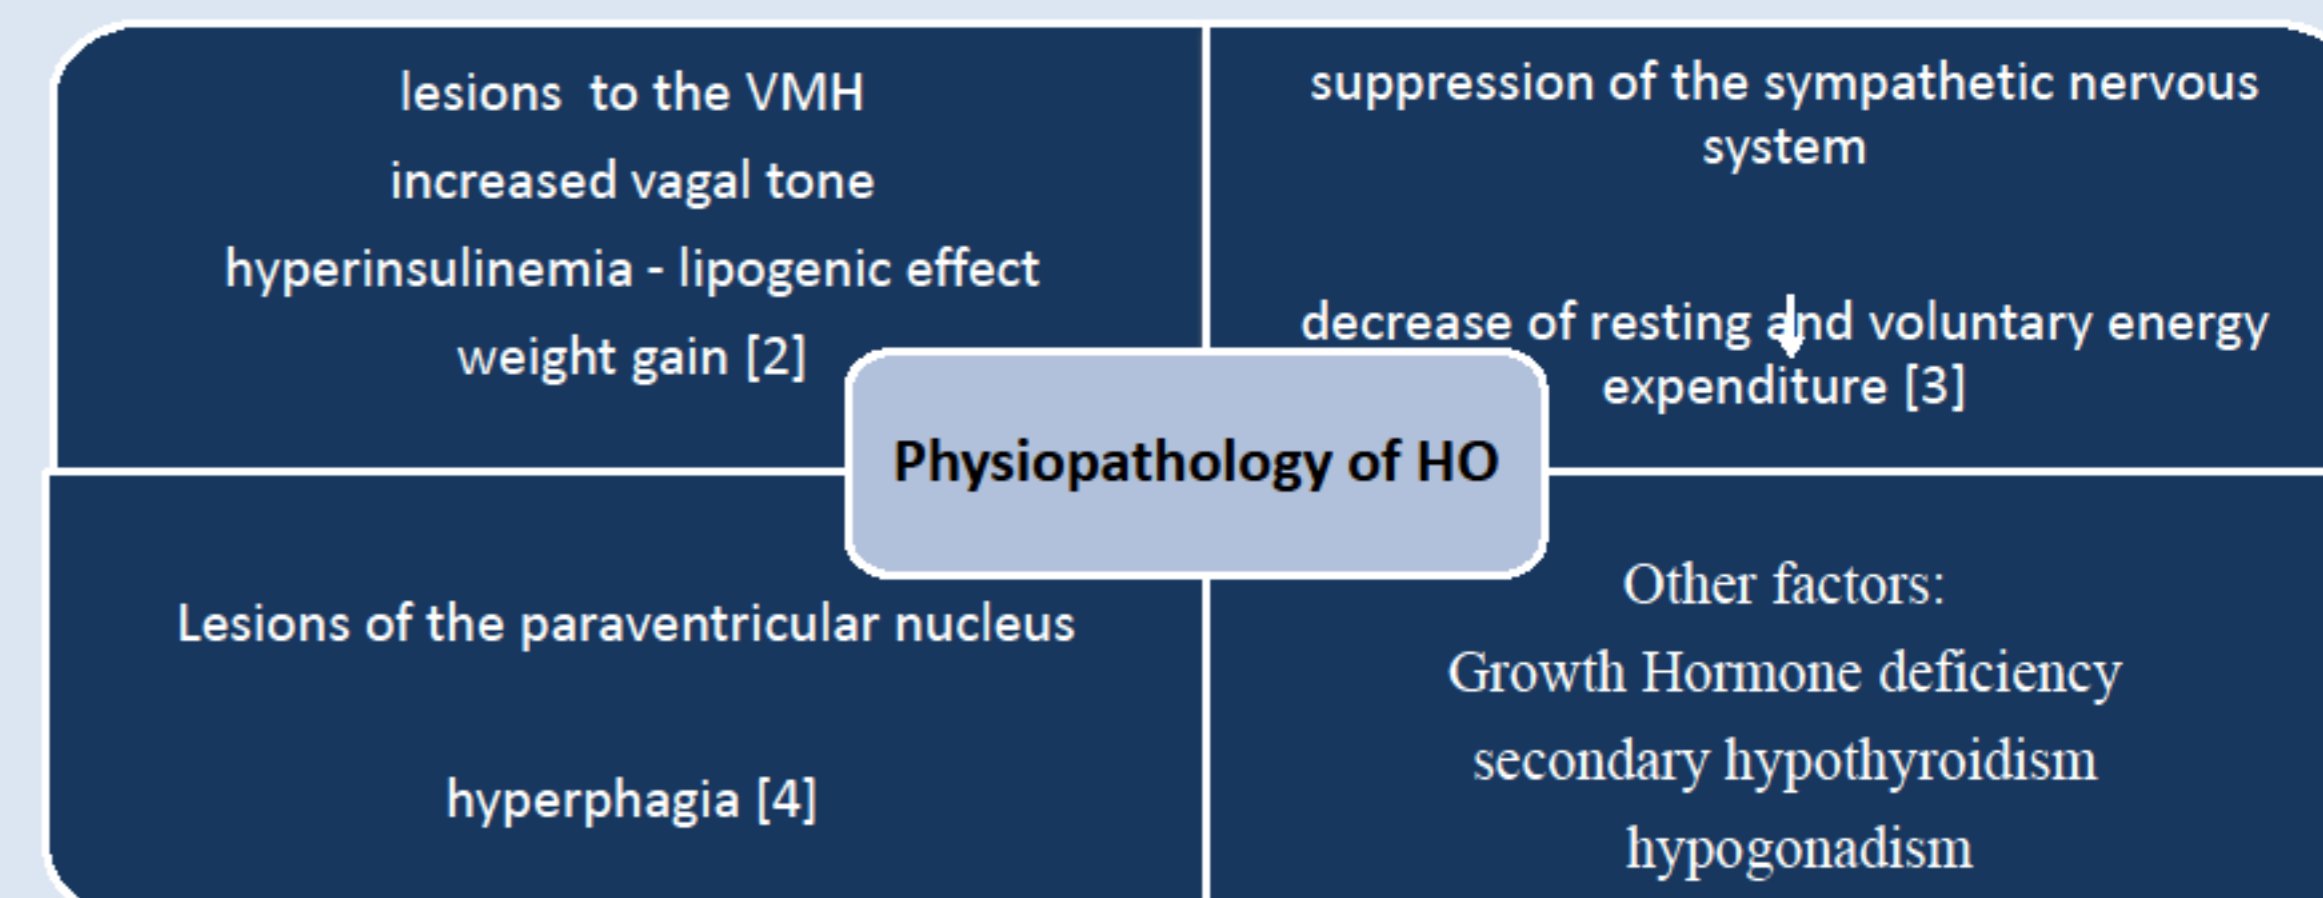 lesions to the VMH
increased vagal tone
hyperinsulinemia - lipogenic effect
weight gain [2]
suppression of the sympathetic nervous
system
decrease of resting and voluntary energy
expenditure [3]
Physiopathology of HO
Lesions of the paraventricular nucleus
hyperphagia [4]
Other factors:
Growth Hormone deficiency
secondary hypothyroidism
hypogonadism